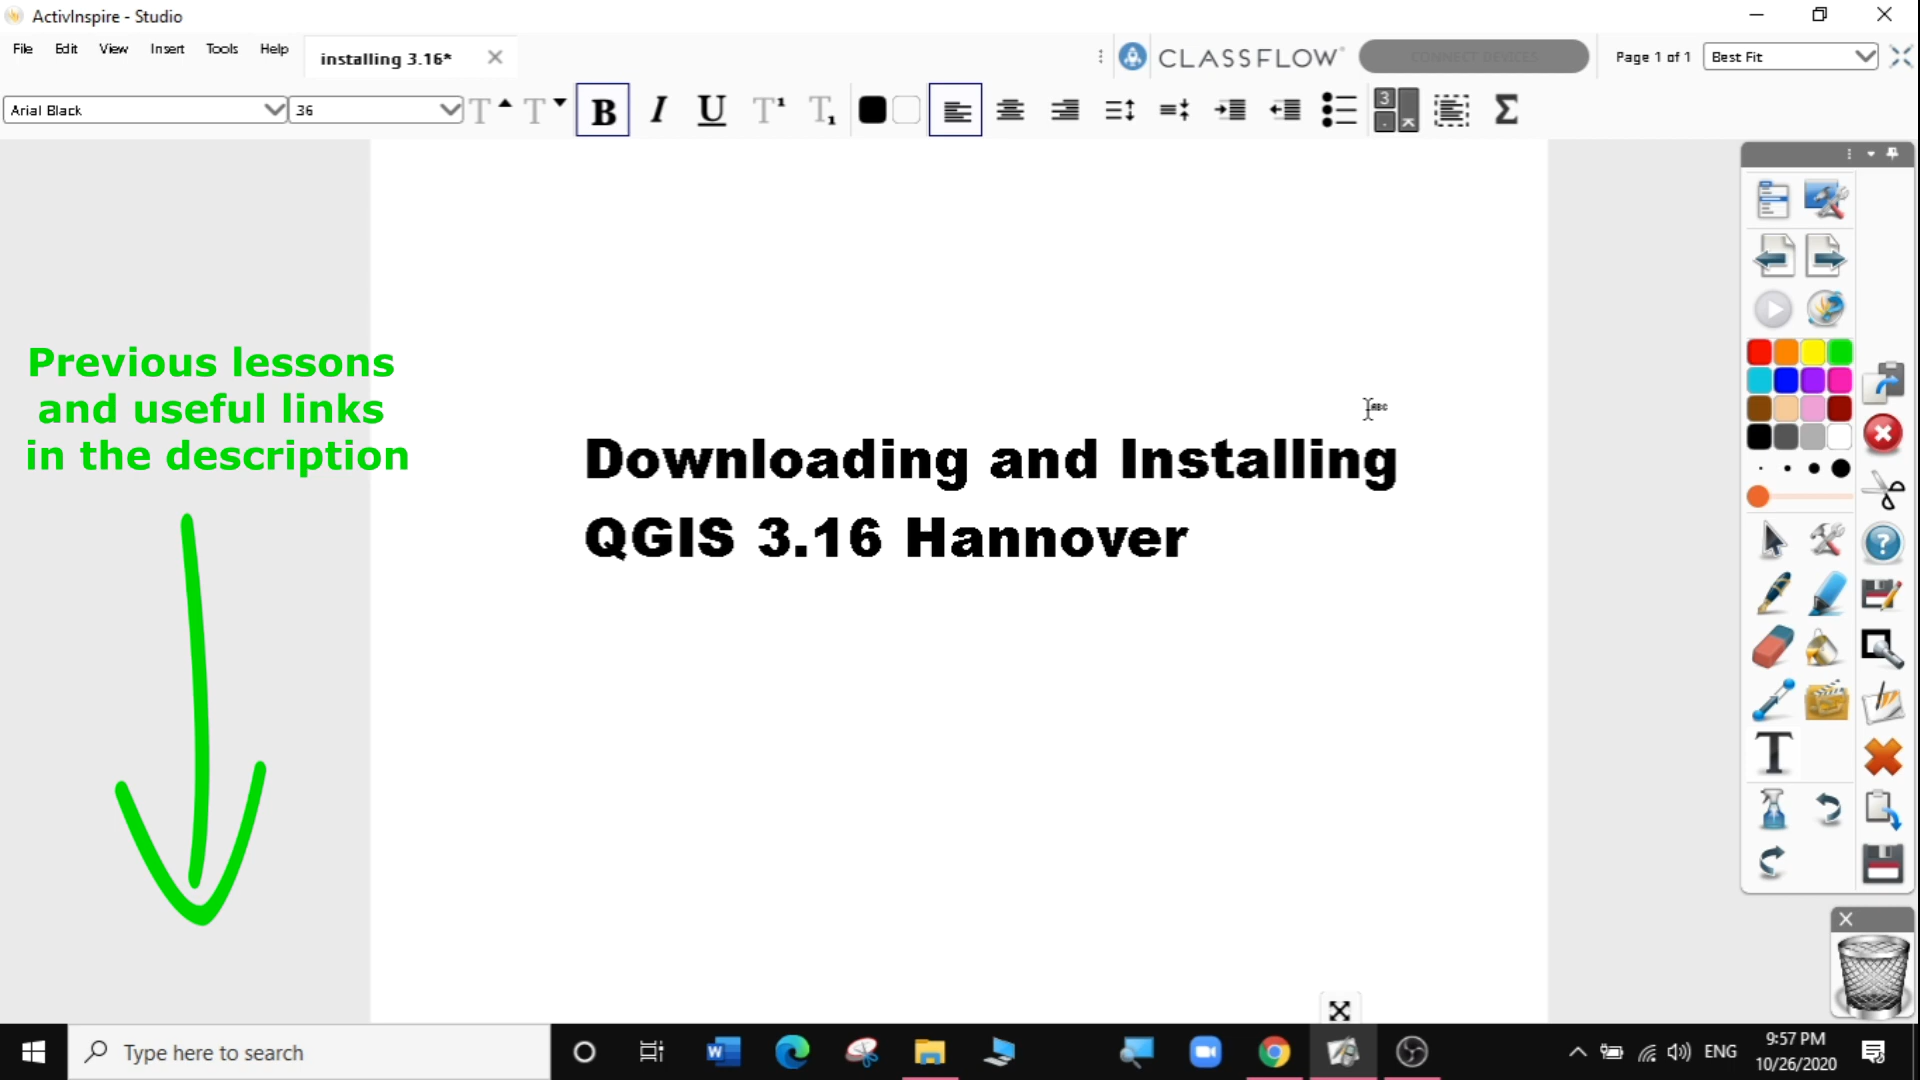 ActivInspire - Studio
File Edit View Insert Tools Help
installing 3.16*
CLASSFLOW
CONNECT DEVICES
Page 1 of 1
Best Fit
Arial Black
36
Previous lessons
and useful links
in the description
Downloading and Installing
QGIS 3.16 Hannover
Type here to search
ENG
9:57 PM
10/26/2020